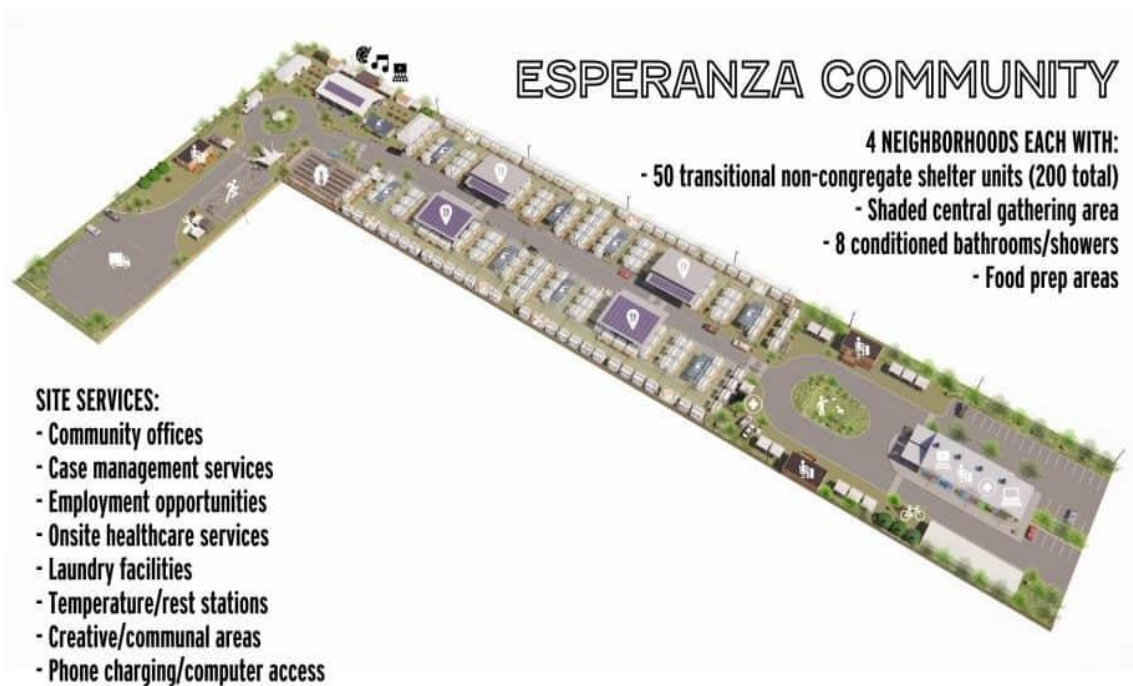 ESPERANZA COMMUNITY
4 NEIGHBORHOODS EACH WITH:
- 50 transitional non-congregate shelter units (200 total)
- Shaded central gathering area
- 8 conditioned bathrooms/showers
- Food prep areas
SITE SERVICES:
- Community offices
- Case management services
- Employment opportunities
- Onsite healthcare services
- Laundry facilities
- Temperature/rest stations
- Creative/communal areas
- Phone charging/computer access